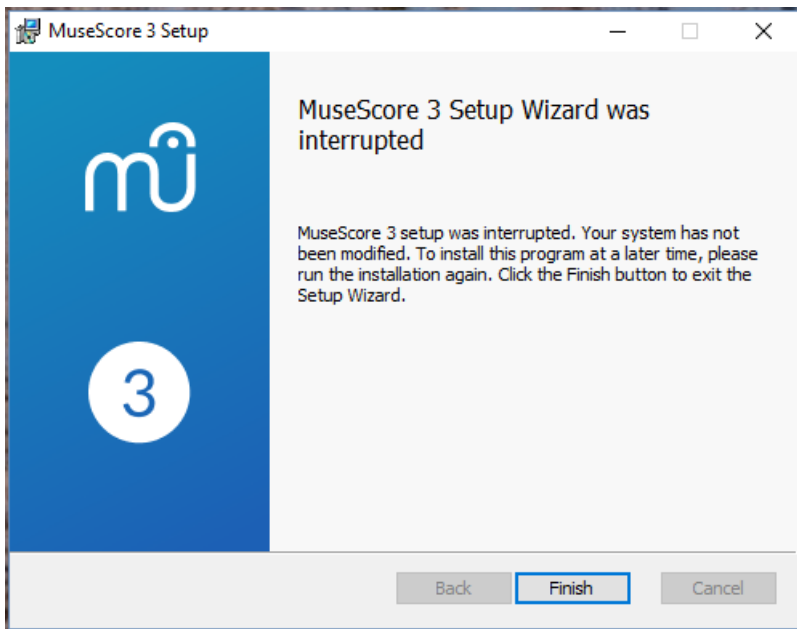 MuseScore 3 Setup
MuseScore 3 Setup Wizard was
interrupted
mu
MuseScore 3 setup was interrupted. Your system has not
been modified. To install this program at a later time, please
run the installation again. Click the Finish button to exit the
Setup Wizard.
3
Back
Finish
Cancel